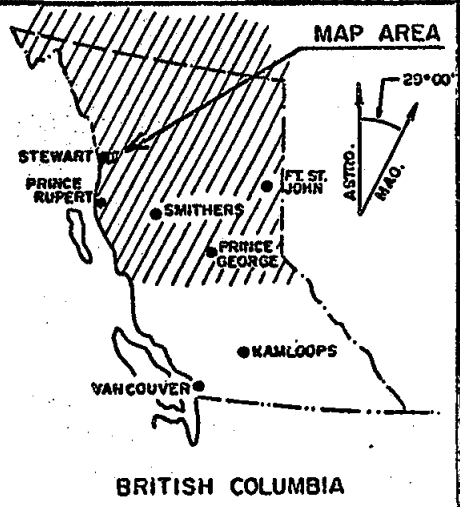 MAP AREA
29°00'
ASTRO.
MAG.
STEWART
PRINCE
RUPERT
FT. ST.
JOHN
SMITHERS
PRINCE
GEORGE
KAMLOOPS
VANCOUVER
BRITISH COLUMBIA